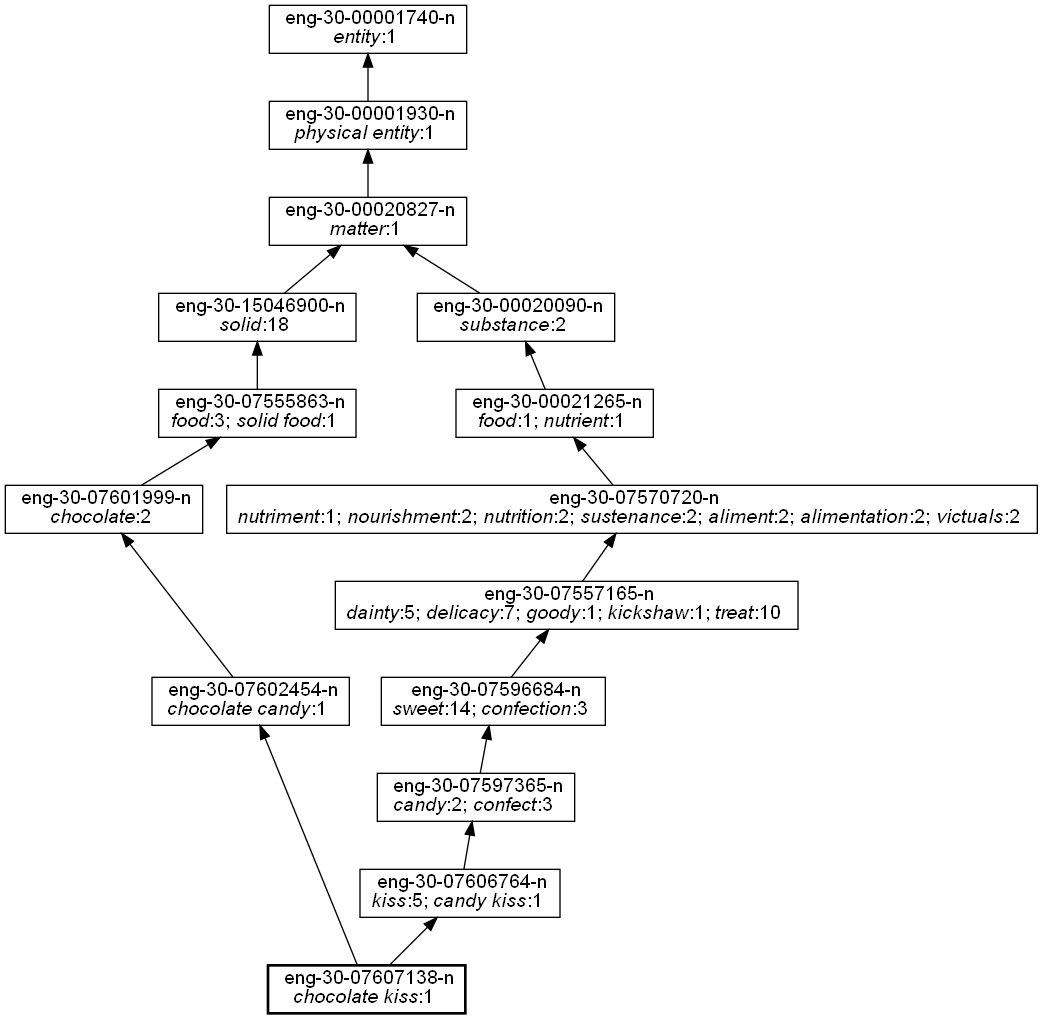 eng-30-00001740-n
entity:1
eng-30-00001930-n
physical entity:1
eng-30-00020827-n
matter:1
eng-30-15046900-n
solid:18
eng-30-00020090-n
substance:2
eng-30-07555863-n
food:3; solid food:1
eng-30-00021265-n
food:1; nutrient:1
eng-30-07601999-n
chocolate:2
eng-30-07570720-n
nutriment:1; nourishment:2; nutrition:2; sustenance:2; aliment:2; alimentation:2; victuals:2
eng-30-07557165-n
dainty:5; delicacy:7; goody:1; kickshaw:1; treat:10
eng-30-07602454-n
chocolate candy:1
eng-30-07596684-n
sweet:14; confection:3
eng-30-07597365-n
candy:2; confect:3
eng-30-07606764-n
kiss:5; candy kiss:1
eng-30-07607138-n
chocolate kiss:1